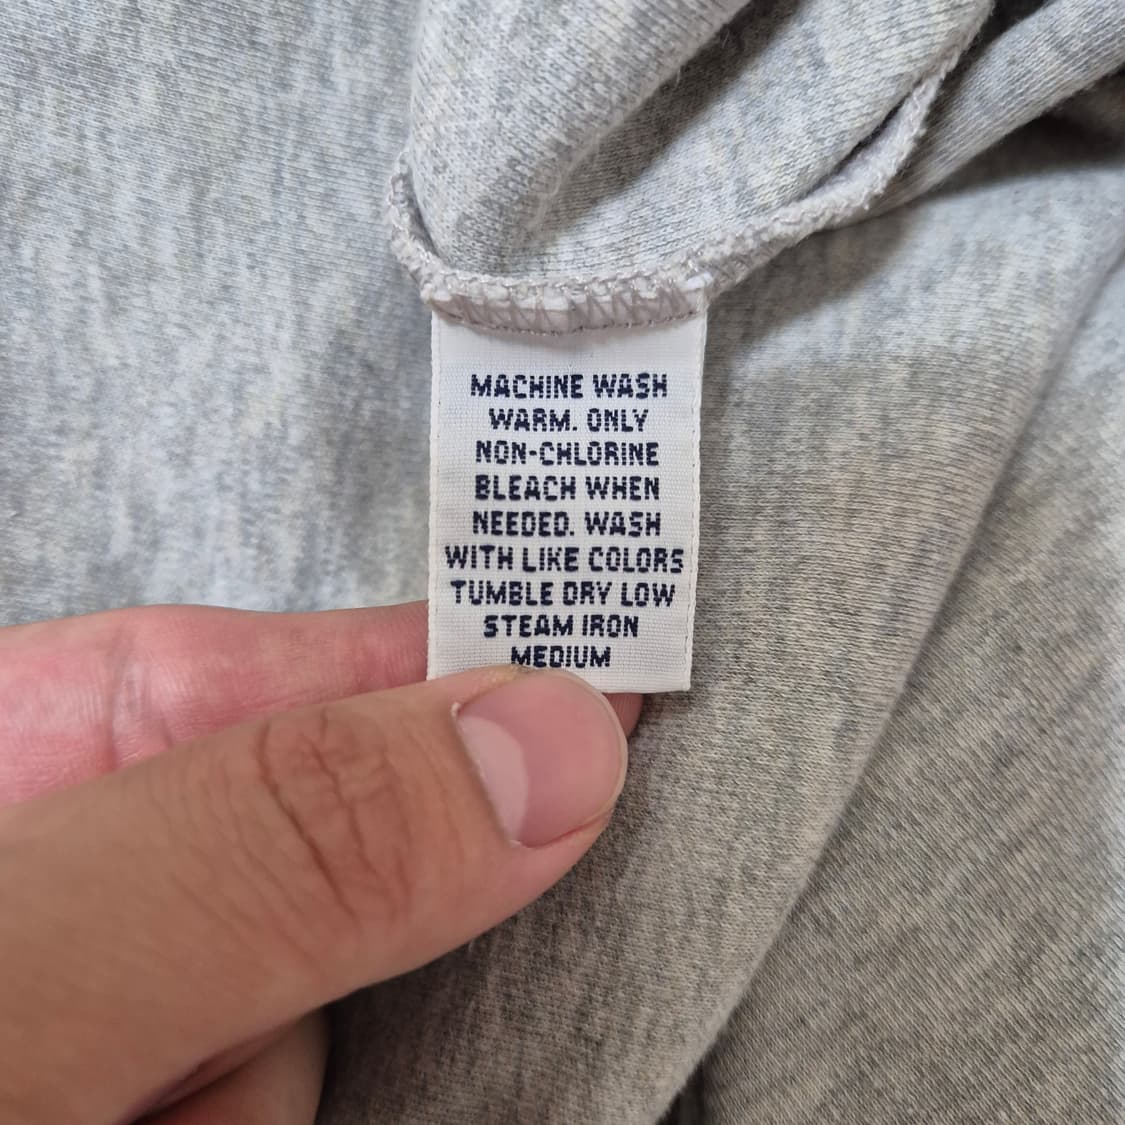 MACHINE WASH
WARM. ONLY
NON-CHLORINE
BLEACH WHEN
NEEDED. WASH
WITH LIKE COLORS
TUMBLE DRY LOW
STEAM IRON
MEDIUM